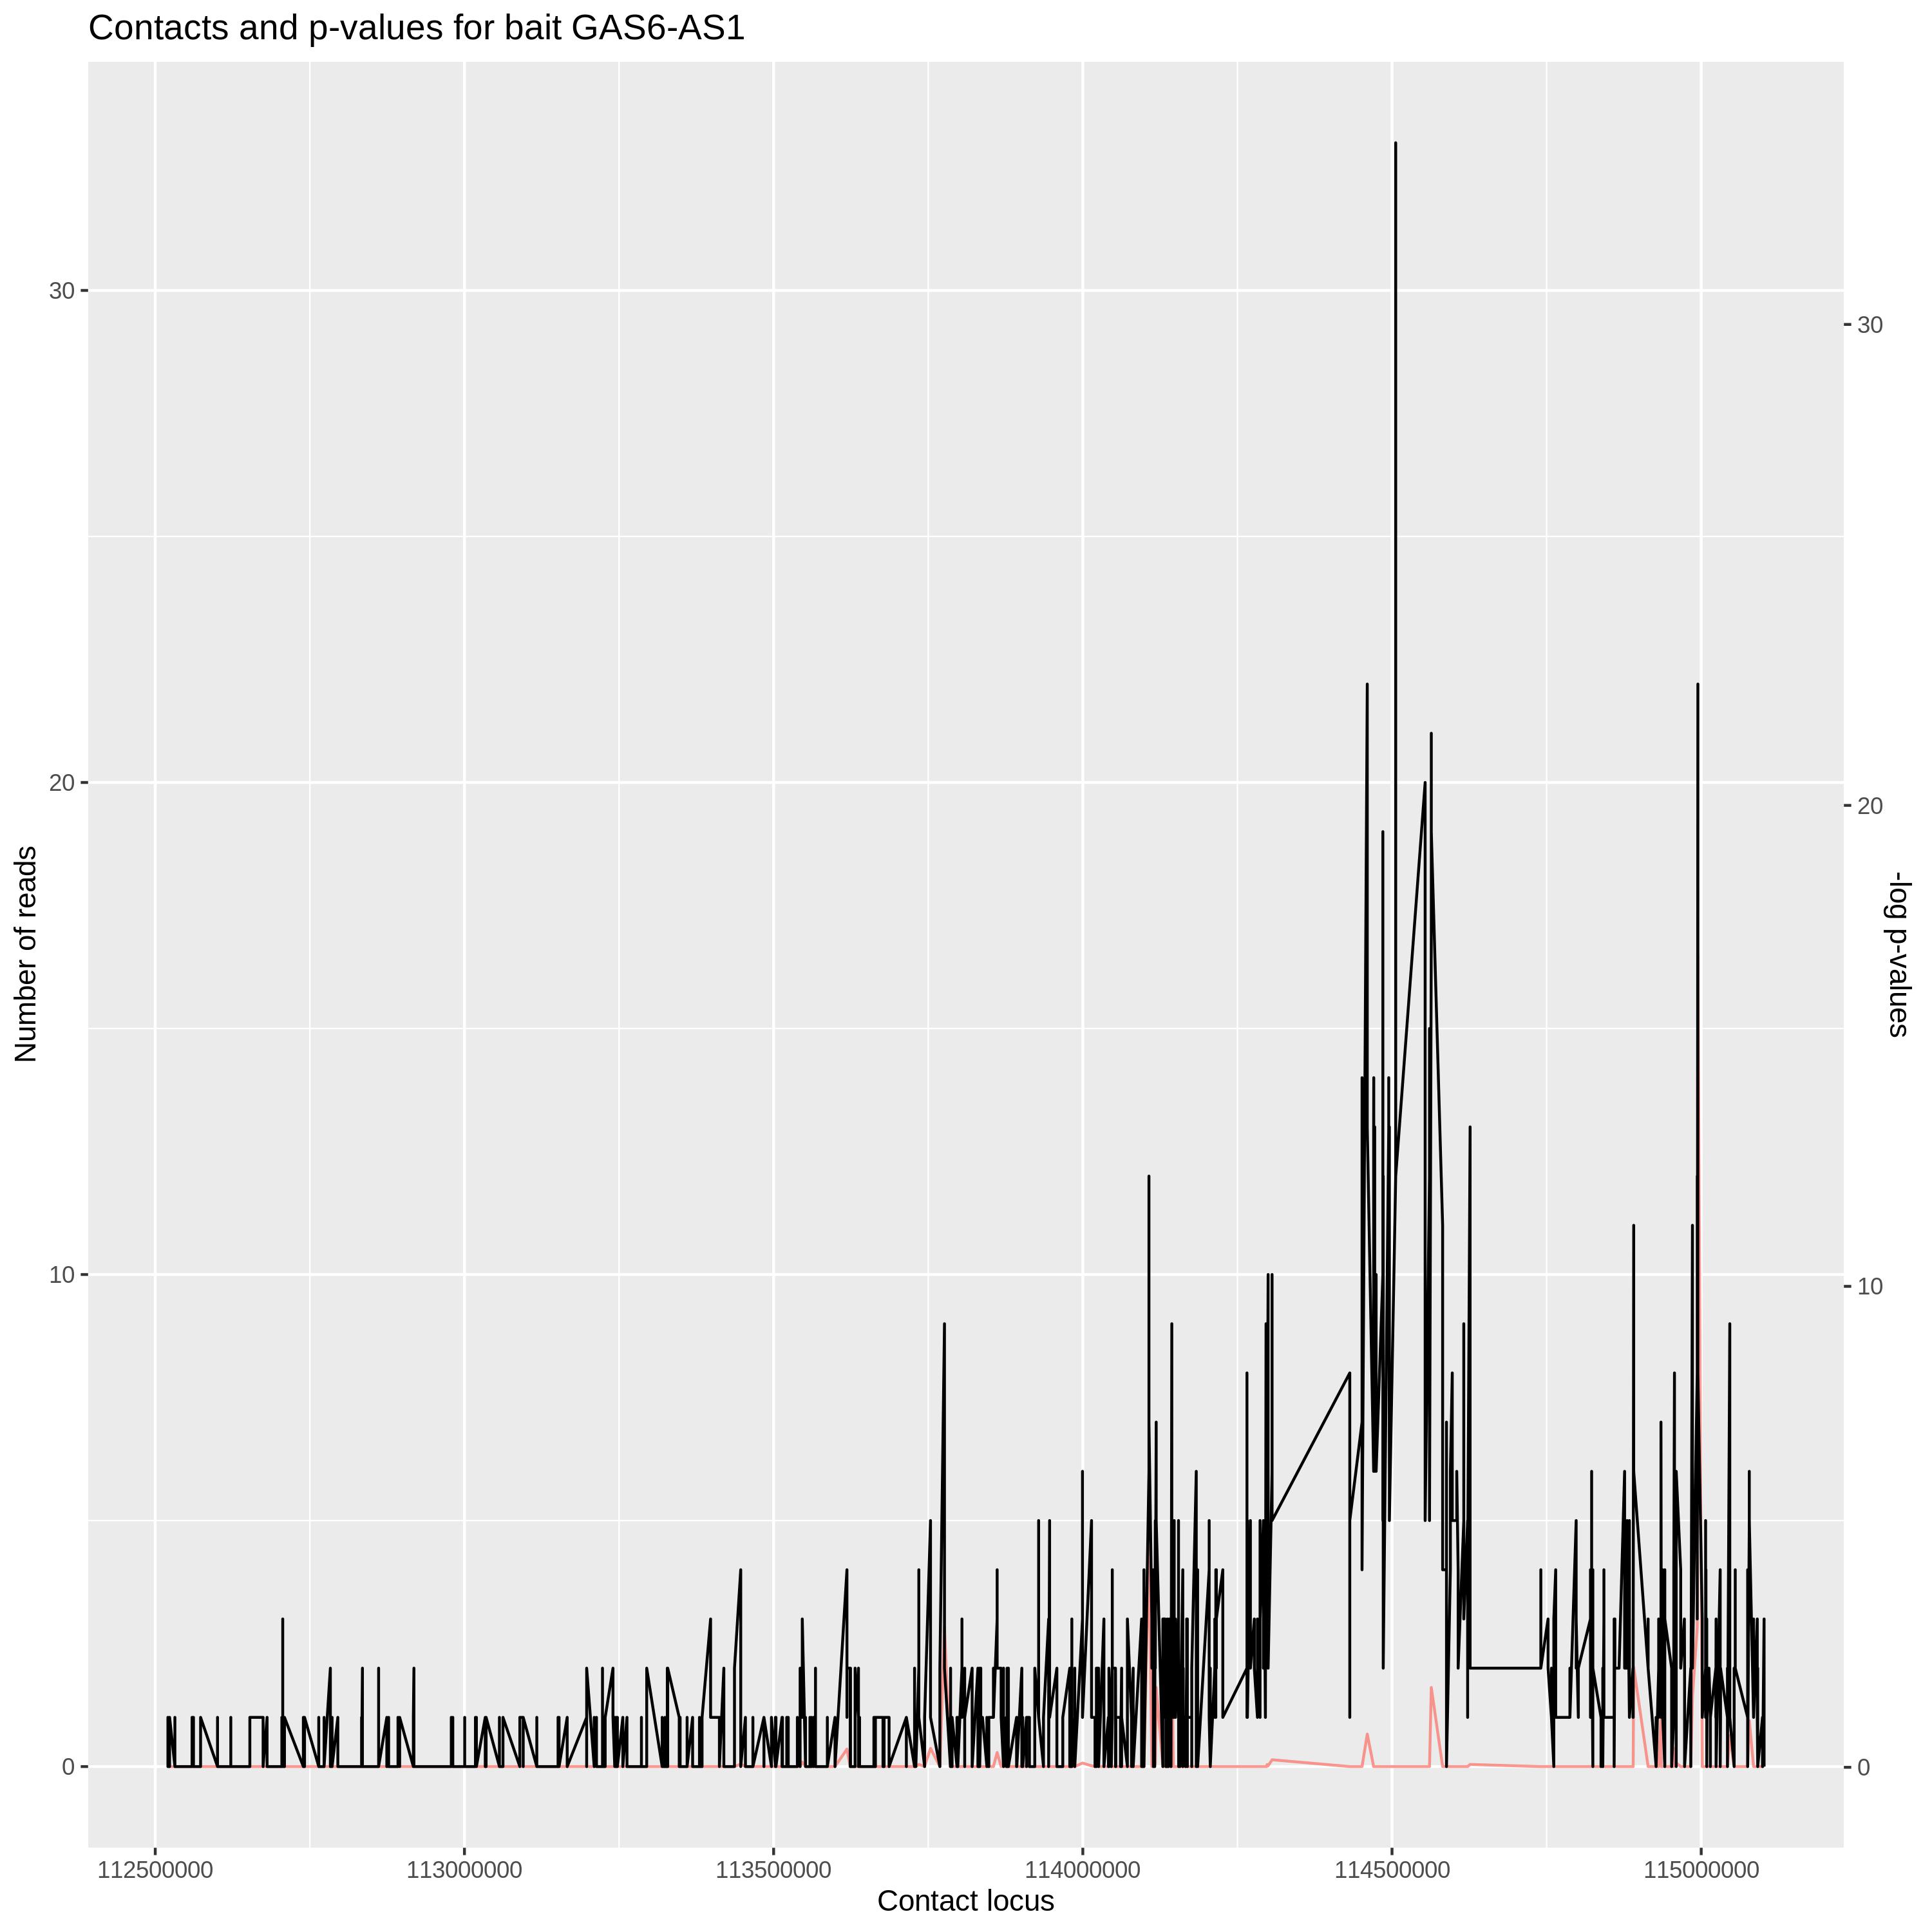 Contacts and p-values for bait GAS6-AS1
30
20
10
0
Number of reads
30
20
10
0
-log p-values
112500000 113000000 113500000 114000000 114500000 115000000
Contact locus